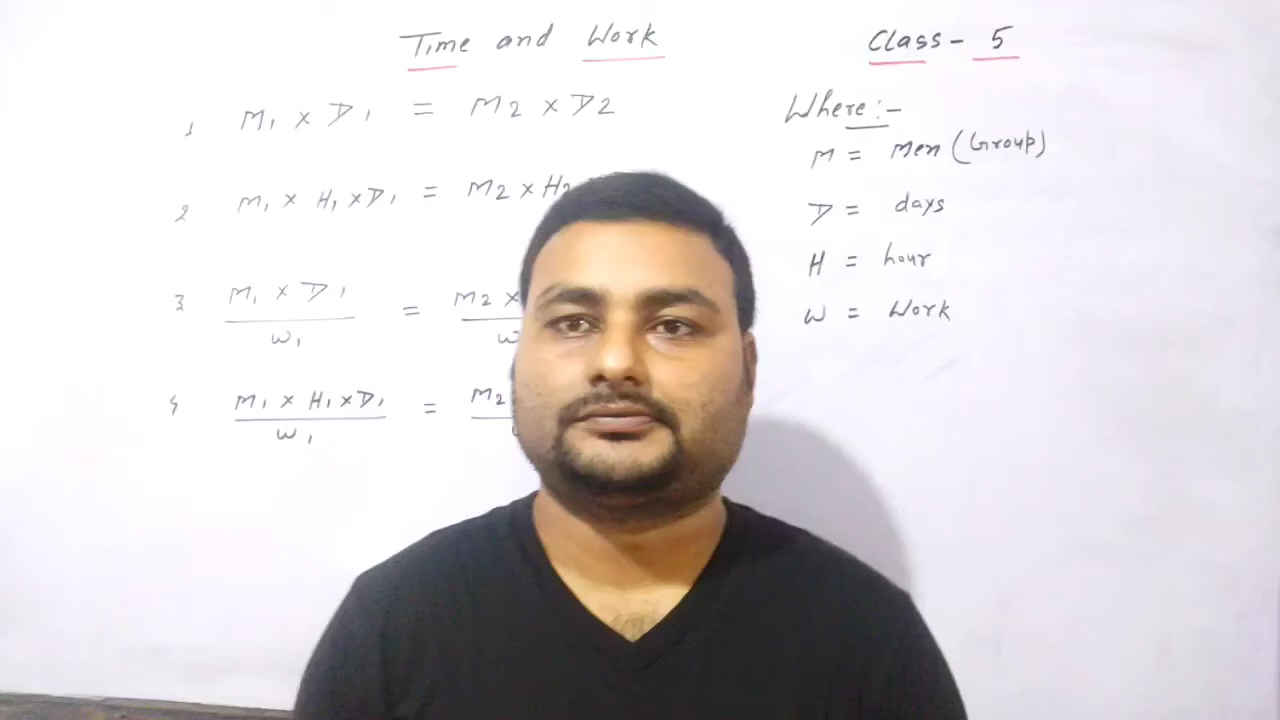 Time and Work
Class - 5
1 M1 × D1 = M2 × D2
2 M1 × H1 × D1 = M2 × H2
3 M1 × D1 = M2 ×
W1 W
4 M1 × H1 × D1 = M2
W1
Where:-
M = Men (Group)
D = days
H = hour
W = Work